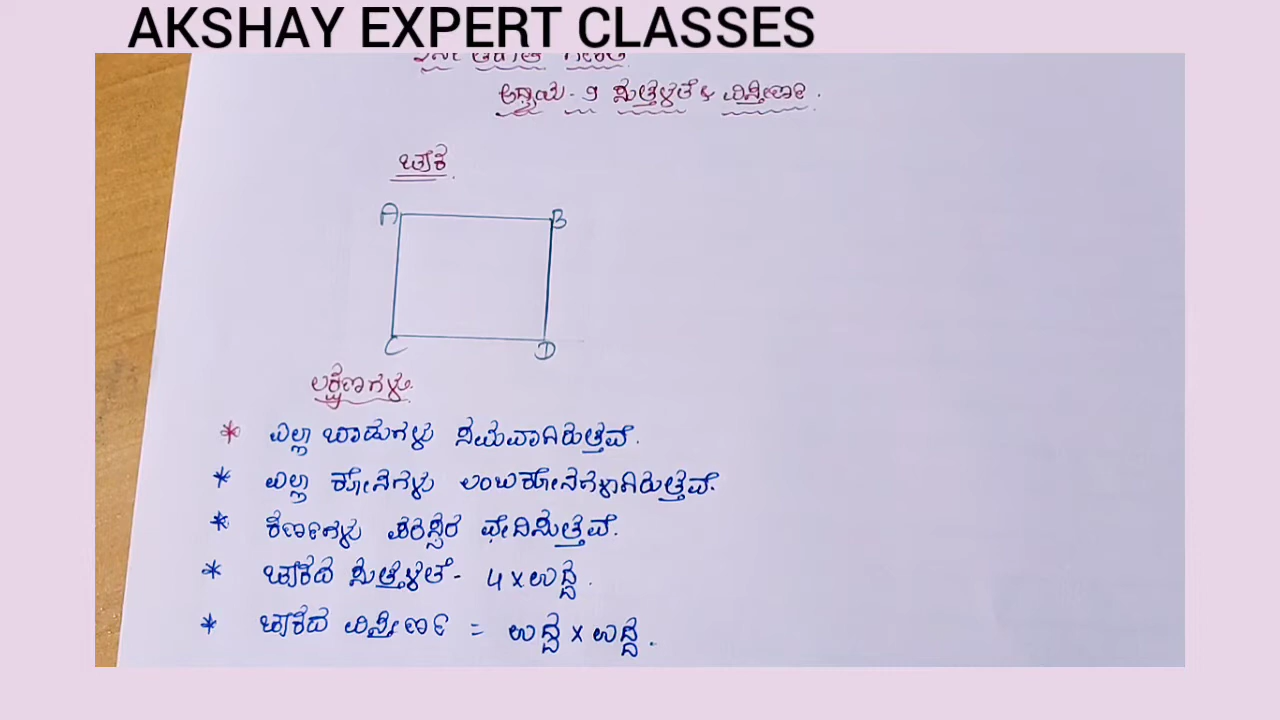 AKSHAY EXPERT CLASSES
ಅಧ್ಯಾಯ - 9 ಸುತ್ತಳತೆ & ವಿಸ್ತೀರ್ಣ.
ಚೌಕ.
A B
C D
ಲಕ್ಷಣಗಳು.
* ಎಲ್ಲಾ ಬಾಹುಗಳು ಸಮವಾಗಿರುತ್ತವೆ.
* ಎಲ್ಲಾ ಕೋನಗಳು ಲಂಬಕೋನಗಳಾಗಿರುತ್ತವೆ.
* ಕರ್ಣಗಳು ಪರಸ್ಪರ ಛೇದಿಸುತ್ತವೆ.
* ಚೌಕದ ಸುತ್ತಳತೆ - 4 x ಉದ್ದ.
* ಚೌಕದ ವಿಸ್ತೀರ್ಣ = ಉದ್ದ x ಉದ್ದ.